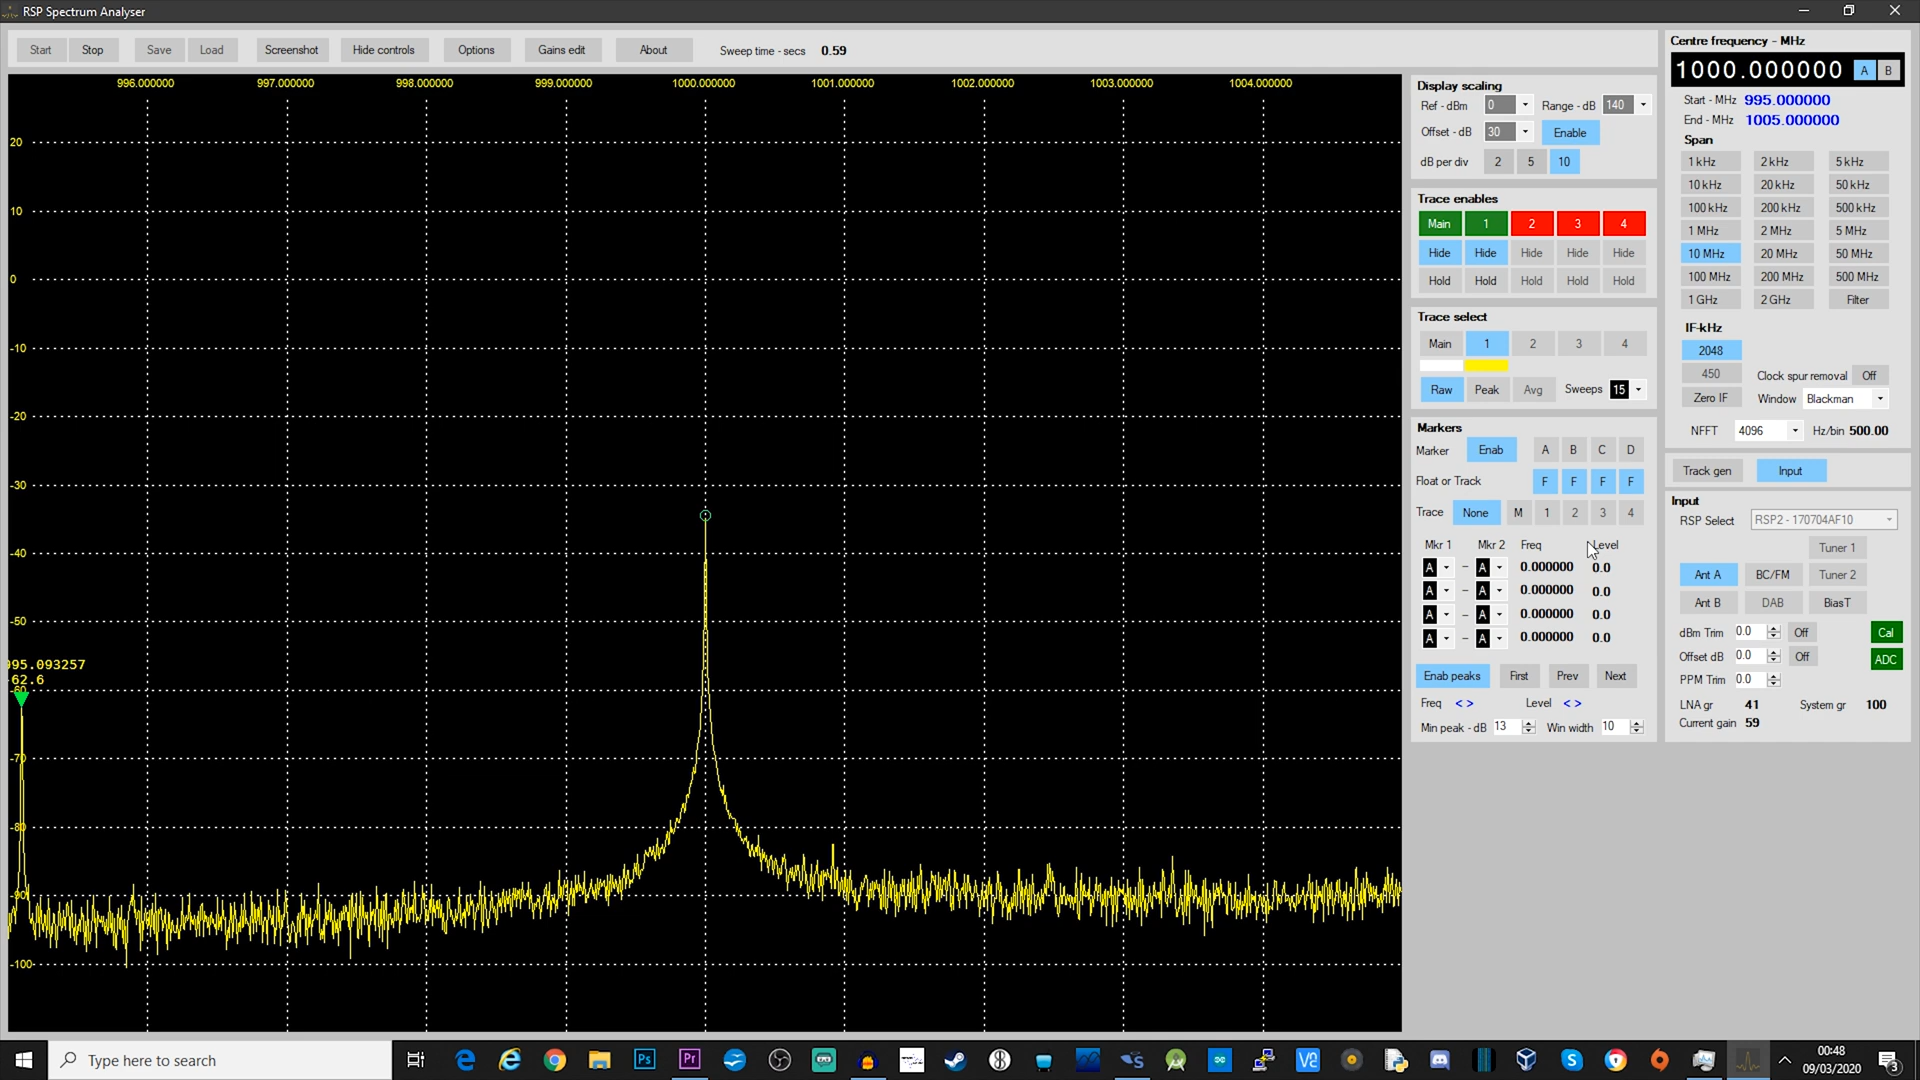 RSP Spectrum Analyser
Start Stop Save Load Screenshot Hide controls Options Gains edit About Sweep time - secs 0.59
996.000000 997.000000 998.000000 999.000000 1000.000000 1001.000000 1002.000000 1003.000000 1004.000000
20
10
0
-10
-20
-30
-40
-50
995.093257
-62.6
-60
-70
-80
-90
-100
Display scaling
Ref - dBm 0 Range - dB 140
Offset - dB 30 Enable
dB per div 2 5 10
Trace enables
Main 1 2 3 4
Hide Hide Hide Hide Hide
Hold Hold Hold Hold Hold
Trace select
Main 1 2 3 4
Raw Peak Avg Sweeps 15
Markers
Marker Enab A B C D
Float or Track F F F F
Trace None M 1 2 3 4
Mkr 1 Mkr 2 Freq Level
A - A 0.000000 0.0
A - A 0.000000 0.0
A - A 0.000000 0.0
A - A 0.000000 0.0
Enab peaks First Prev Next
Freq < > Level < >
Min peak - dB 13 Win width 10
Centre frequency - MHz
1000.000000 A B
Start - MHz 995.000000
End - MHz 1005.000000
Span
1 kHz 2 kHz 5 kHz
10 kHz 20 kHz 50 kHz
100 kHz 200 kHz 500 kHz
1 MHz 2 MHz 5 MHz
10 MHz 20 MHz 50 MHz
100 MHz 200 MHz 500 MHz
1 GHz 2 GHz Filter
IF-kHz
2048
450 Clock spur removal Off
Zero IF Window Blackman
NFFT 4096 Hz/bin 500.00
Track gen Input
Input
RSP Select RSP2 - 170704AF10
Tuner 1
Ant A BC/FM Tuner 2
Ant B DAB BiasT
dBm Trim 0.0 Off Cal
Offset dB 0.0 Off ADC
PPM Trim 0.0
LNA gr 41 System gr 100
Current gain 59
Type here to search
Ps
Pr
00:48
09/03/2020
3